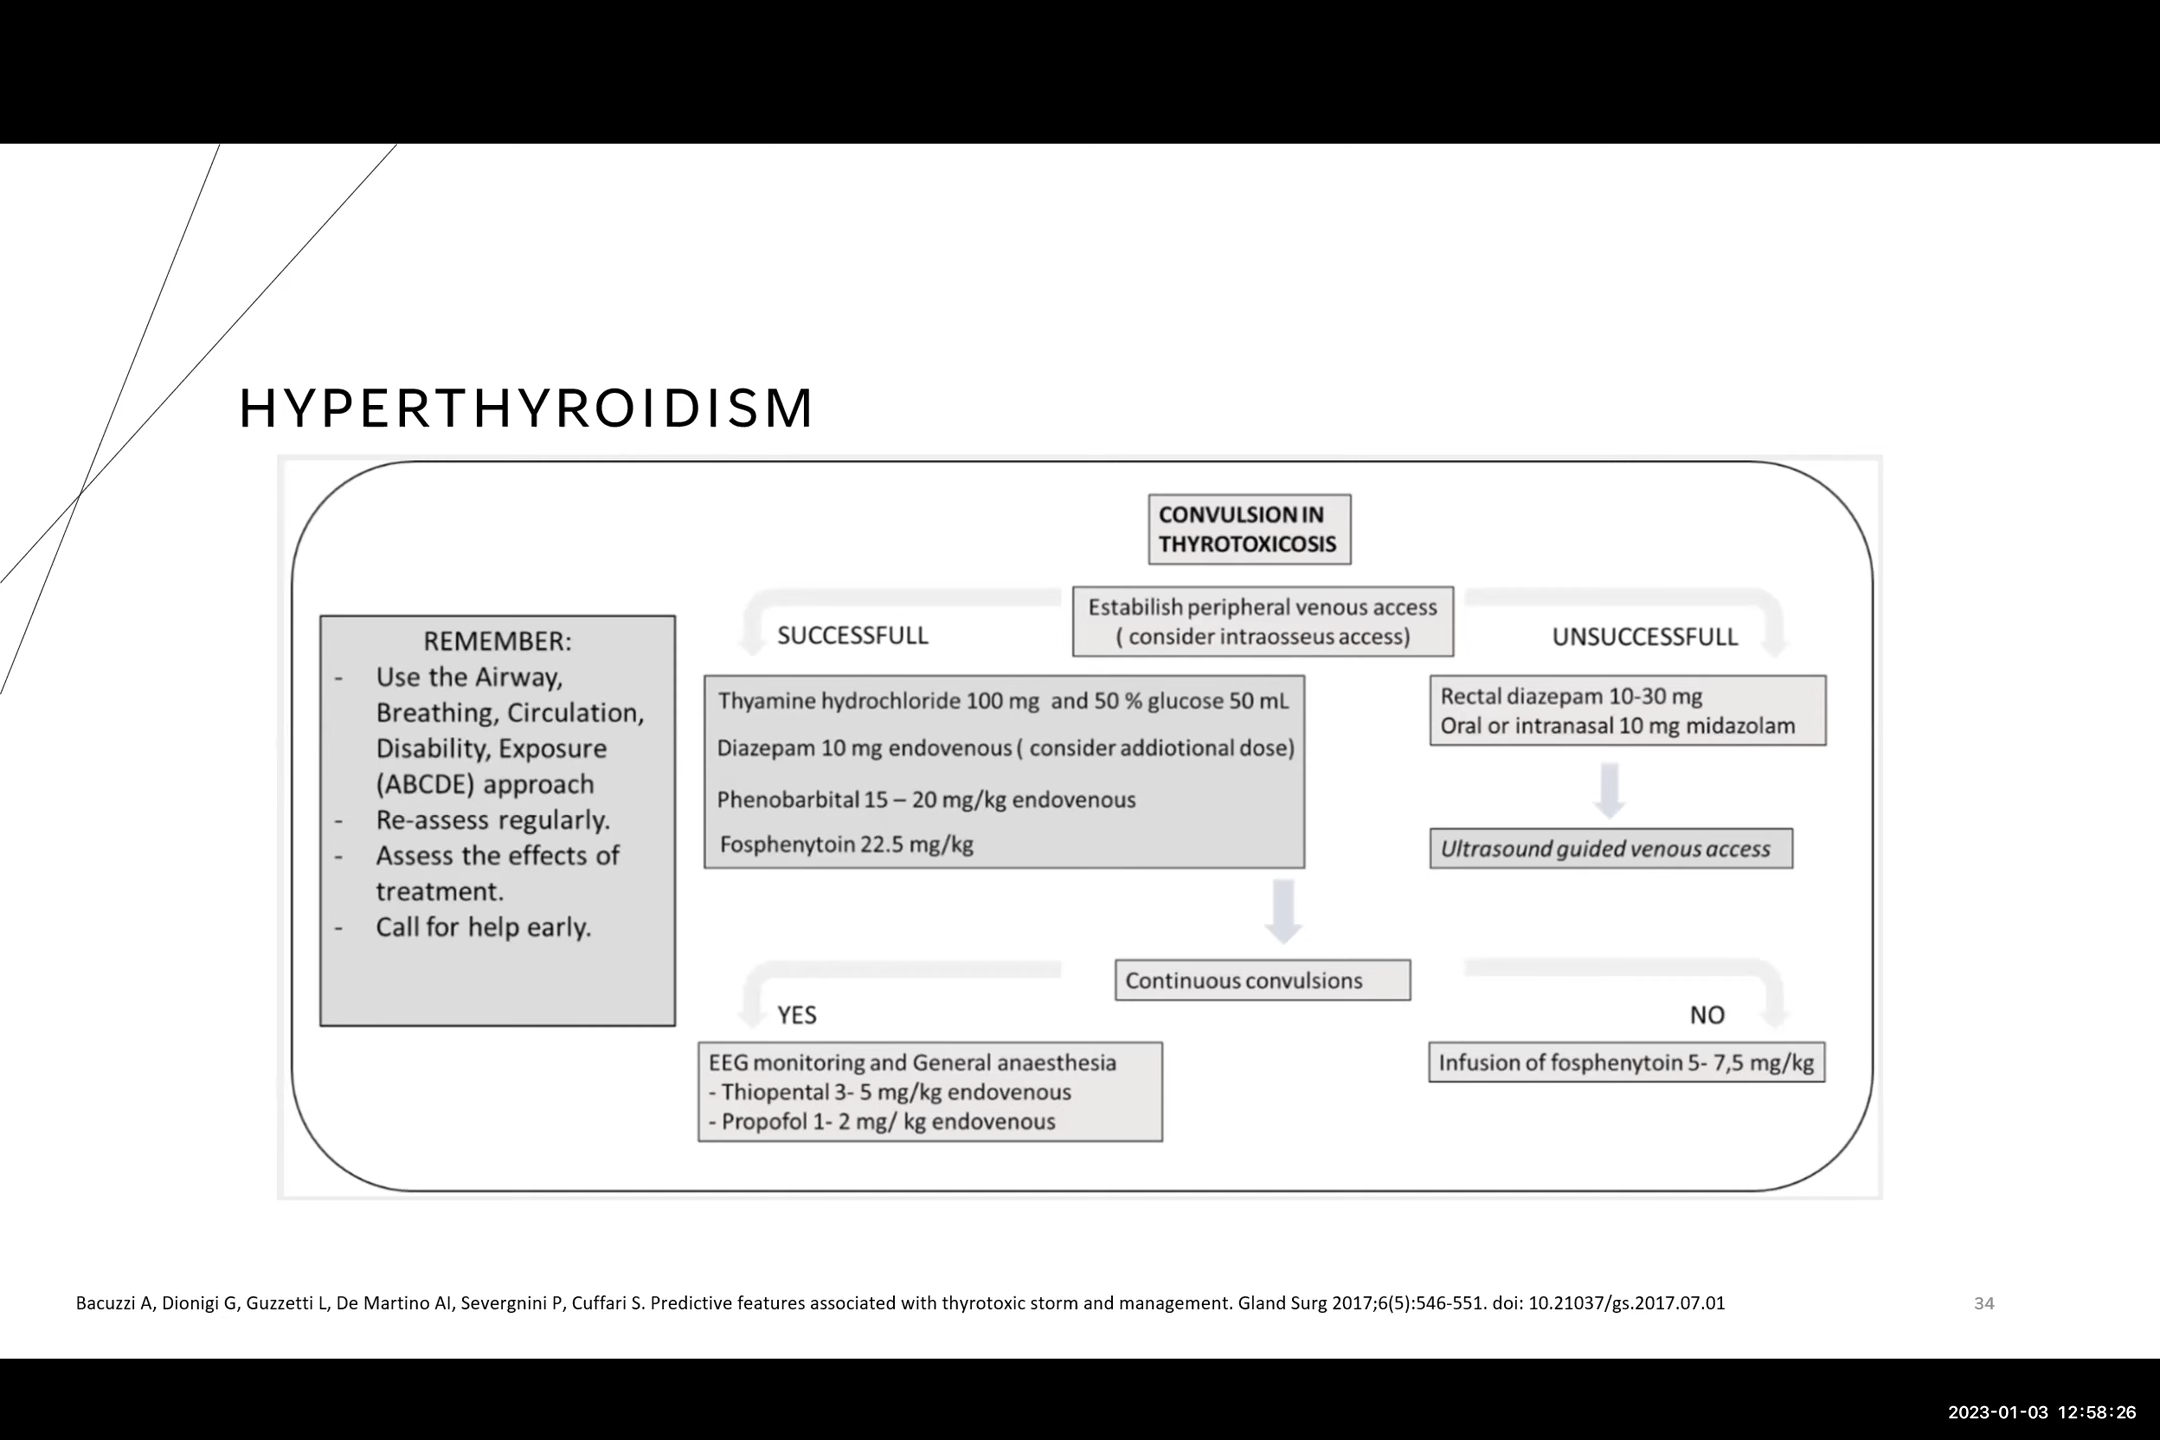 HYPERTHYROIDISM
CONVULSION IN
THYROTOXICOSIS
Estabilish peripheral venous access
( consider intraosseus access)
SUCCESSFULL
UNSUCCESSFULL
REMEMBER:
- Use the Airway,
Breathing, Circulation,
Disability, Exposure
(ABCDE) approach
- Re-assess regularly.
- Assess the effects of
treatment.
- Call for help early.
Thyamine hydrochloride 100 mg and 50 % glucose 50 mL
Diazepam 10 mg endovenous ( consider addiotional dose)
Phenobarbital 15 – 20 mg/kg endovenous
Fosphenytoin 22.5 mg/kg
Rectal diazepam 10-30 mg
Oral or intranasal 10 mg midazolam
Ultrasound guided venous access
Continuous convulsions
YES
NO
EEG monitoring and General anaesthesia
- Thiopental 3- 5 mg/kg endovenous
- Propofol 1- 2 mg/ kg endovenous
Infusion of fosphenytoin 5- 7,5 mg/kg
Bacuzzi A, Dionigi G, Guzzetti L, De Martino AI, Severgnini P, Cuffari S. Predictive features associated with thyrotoxic storm and management. Gland Surg 2017;6(5):546-551. doi: 10.21037/gs.2017.07.01
34
2023-01-03 12:58:26